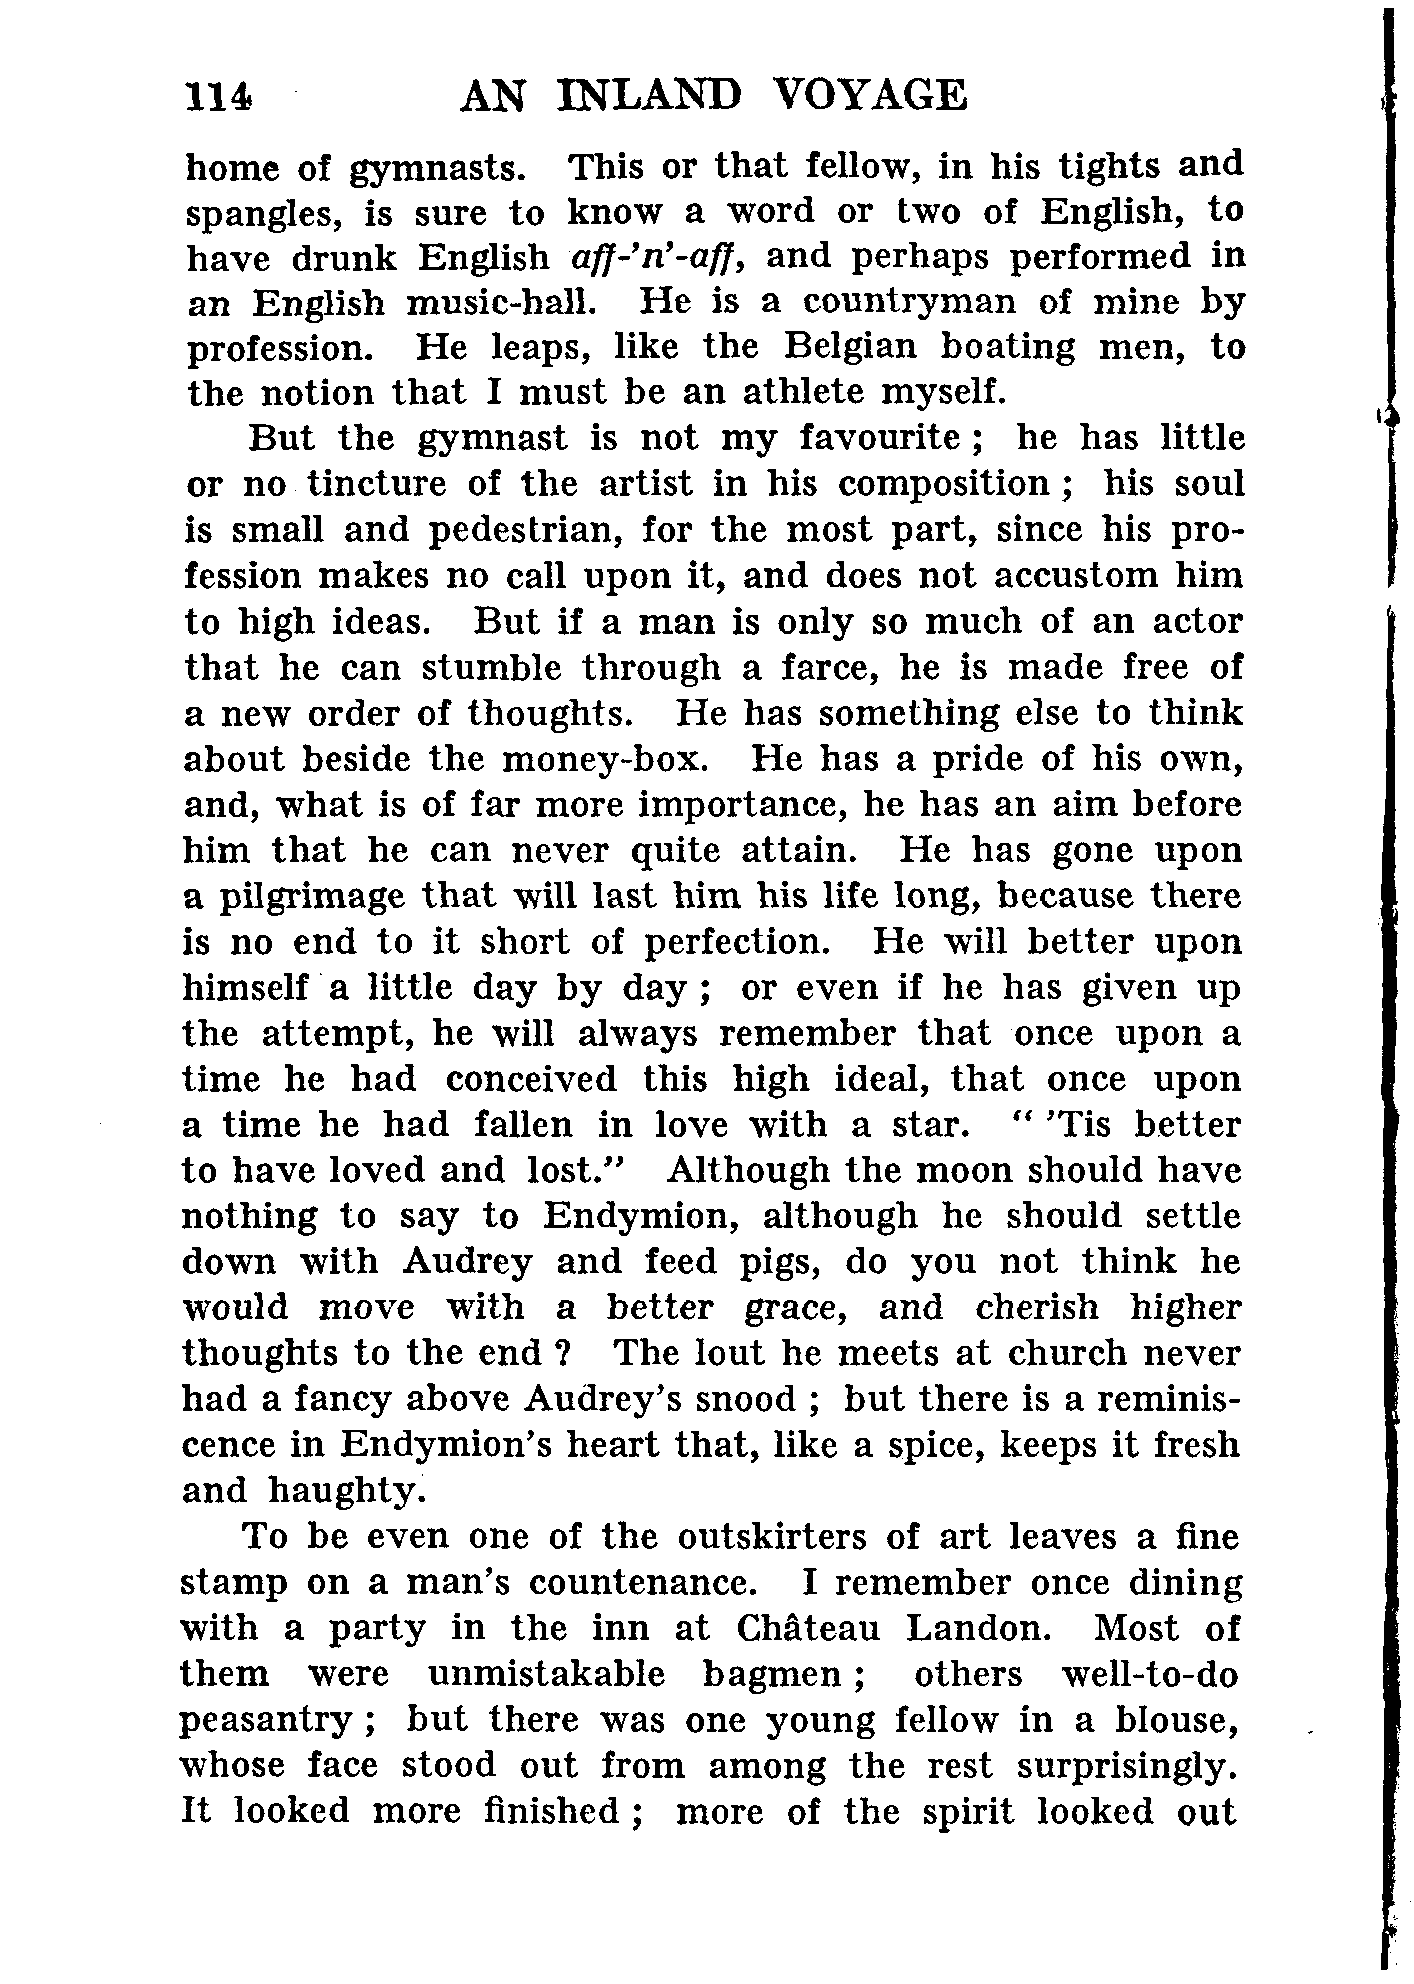 114 AN INLAND VOYAGE
home of gymnasts. This or that fellow, in his tights and
spangles, is sure to know a word or two of English, to
have drunk English aff-'n'-aff, and perhaps performed in
an English music-hall. He is a countryman of mine by
profession. He leaps, like the Belgian boating men, to
the notion that I must be an athlete myself.
But the gymnast is not my favourite ; he has little
or no tincture of the artist in his composition ; his soul
is small and pedestrian, for the most part, since his pro-
fession makes no call upon it, and does not accustom him
to high ideas. But if a man is only so much of an actor
that he can stumble through a farce, he is made free of
a new order of thoughts. He has something else to think
about beside the money-box. He has a pride of his own,
and, what is of far more importance, he has an aim before
him that he can never quite attain. He has gone upon
a pilgrimage that will last him his life long, because there
is no end to it short of perfection. He will better upon
himself a little day by day ; or even if he has given up
the attempt, he will always remember that once upon a
time he had conceived this high ideal, that once upon
a time he had fallen in love with a star. “ ’Tis better
to have loved and lost.” Although the moon should have
nothing to say to Endymion, although he should settle
down with Audrey and feed pigs, do you not think he
would move with a better grace, and cherish higher
thoughts to the end ? The lout he meets at church never
had a fancy above Audrey's snood ; but there is a reminis-
cence in Endymion's heart that, like a spice, keeps it fresh
and haughty.
To be even one of the outskirters of art leaves a fine
stamp on a man's countenance. I remember once dining
with a party in the inn at Château Landon. Most of
them were unmistakable bagmen ; others well-to-do
peasantry ; but there was one young fellow in a blouse,
whose face stood out from among the rest surprisingly.
It looked more finished ; more of the spirit looked out